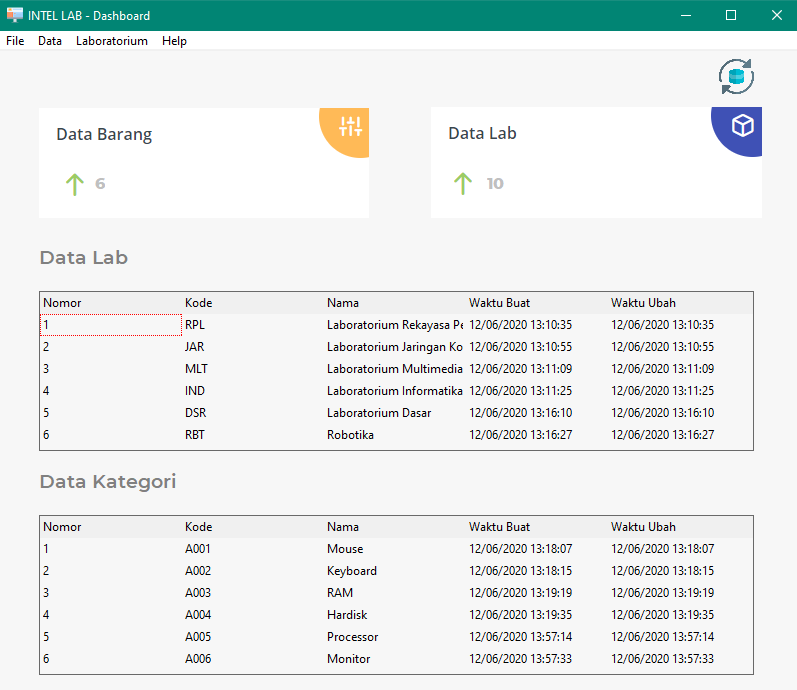 INTEL LAB - Dashboard
File Data Laboratorium Help
Data Barang
6
Data Lab
10
Data Lab
Nomor Kode Nama Waktu Buat Waktu Ubah
1 RPL Laboratorium Rekayasa Pe 12/06/2020 13:10:35 12/06/2020 13:10:35
2 JAR Laboratorium Jaringan Ko 12/06/2020 13:10:55 12/06/2020 13:10:55
3 MLT Laboratorium Multimedia 12/06/2020 13:11:09 12/06/2020 13:11:09
4 IND Laboratorium Informatika 12/06/2020 13:11:25 12/06/2020 13:11:25
5 DSR Laboratorium Dasar 12/06/2020 13:16:10 12/06/2020 13:16:10
6 RBT Robotika 12/06/2020 13:16:27 12/06/2020 13:16:27
Data Kategori
Nomor Kode Nama Waktu Buat Waktu Ubah
1 A001 Mouse 12/06/2020 13:18:07 12/06/2020 13:18:07
2 A002 Keyboard 12/06/2020 13:18:15 12/06/2020 13:18:15
3 A003 RAM 12/06/2020 13:19:19 12/06/2020 13:19:19
4 A004 Hardisk 12/06/2020 13:19:35 12/06/2020 13:19:35
5 A005 Processor 12/06/2020 13:57:14 12/06/2020 13:57:14
6 A006 Monitor 12/06/2020 13:57:33 12/06/2020 13:57:33